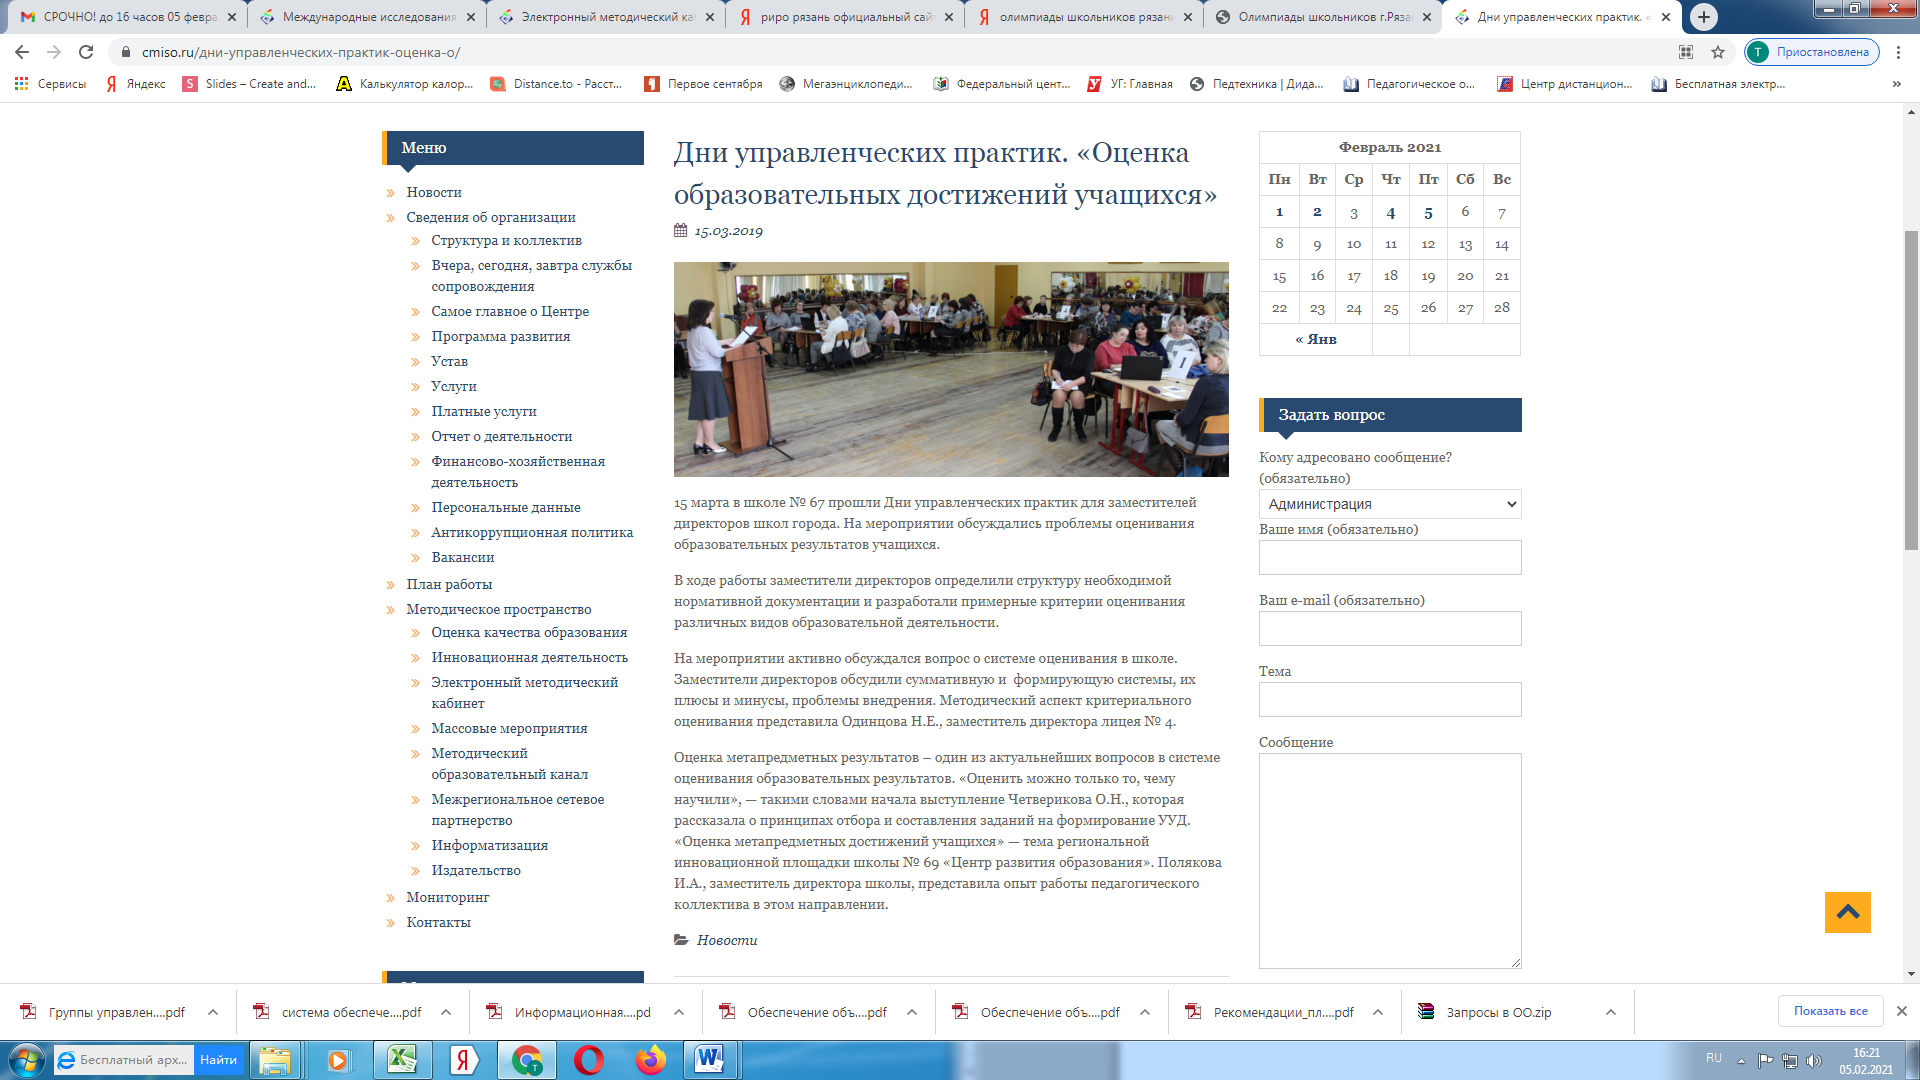 СРОЧНО! до 16 часов 05 февра
Международные исследования
Электронный методический ка
риро рязань официальный сай
олимпиады школьников рязан
Олимпиады школьников г.Ряза
Дни управленческих практик. «
cmiso.ru/дни-управленческих-практик-оценка-о/
Т Приостановлена
Сервисы
Яндекс
Slides – Create and...
Калькулятор калор...
Distance.to - Расст...
Первое сентября
Мегаэнциклопеди...
Федеральный цент...
УГ: Главная
Педтехника | Дида...
Педагогическое о...
Центр дистанцион...
Бесплатная электр...
»
Меню
Новости
Сведения об организации
Структура и коллектив
Вчера, сегодня, завтра службы
сопровождения
Самое главное о Центре
Программа развития
Устав
Услуги
Платные услуги
Отчет о деятельности
Финансово-хозяйственная
деятельность
Персональные данные
Антикоррупционная политика
Вакансии
План работы
Методическое пространство
Оценка качества образования
Инновационная деятельность
Электронный методический
кабинет
Массовые мероприятия
Методический
образовательный канал
Межрегиональное сетевое
партнерство
Информатизация
Издательство
Мониторинг
Контакты
Дни управленческих практик. «Оценка
образовательных достижений учащихся»
15.03.2019
15 марта в школе № 67 прошли Дни управленческих практик для заместителей
директоров школ города. На мероприятии обсуждались проблемы оценивания
образовательных результатов учащихся.
В ходе работы заместители директоров определили структуру необходимой
нормативной документации и разработали примерные критерии оценивания
различных видов образовательной деятельности.
На мероприятии активно обсуждался вопрос о системе оценивания в школе.
Заместители директоров обсудили суммативную и формирующую системы, их
плюсы и минусы, проблемы внедрения. Методический аспект критериального
оценивания представила Одинцова Н.Е., заместитель директора лицея № 4.
Оценка метапредметных результатов – один из актуальнейших вопросов в системе
оценивания образовательных результатов. «Оценить можно только то, чему
научили», — такими словами начала выступление Четверикова О.Н., которая
рассказала о принципах отбора и составления заданий на формирование УУД.
«Оценка метапредметных достижений учащихся» — тема региональной
инновационной площадки школы № 69 «Центр развития образования». Полякова
И.А., заместитель директора школы, представила опыт работы педагогического
коллектива в этом направлении.
Новости
Февраль 2021
Пн Вт Ср Чт Пт Сб Вс
1 2 3 4 5 6 7
8 9 10 11 12 13 14
15 16 17 18 19 20 21
22 23 24 25 26 27 28
« Янв
Задать вопрос
Кому адресовано сообщение?
(обязательно)
Администрация
Ваше имя (обязательно)
Ваш e-mail (обязательно)
Тема
Сообщение
Группы управлен....pdf
система обеспече....pdf
Информационная....pd
Обеспечение объ....pdf
Обеспечение объ....pdf
Рекомендации_пл....pdf
Запросы в ОО.zip
Показать все
Бесплатный арх...
Найти
RU
16:21
05.02.2021